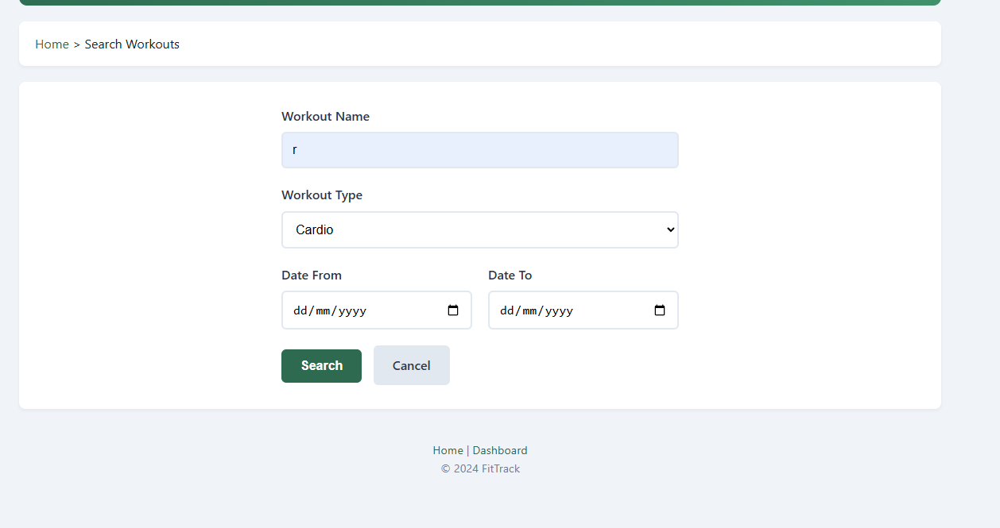 Home > Search Workouts
Workout Name
r
Workout Type
Cardio
Date From Date To
dd/mm/yyyy dd/mm/yyyy
Search Cancel
Home | Dashboard
© 2024 FitTrack